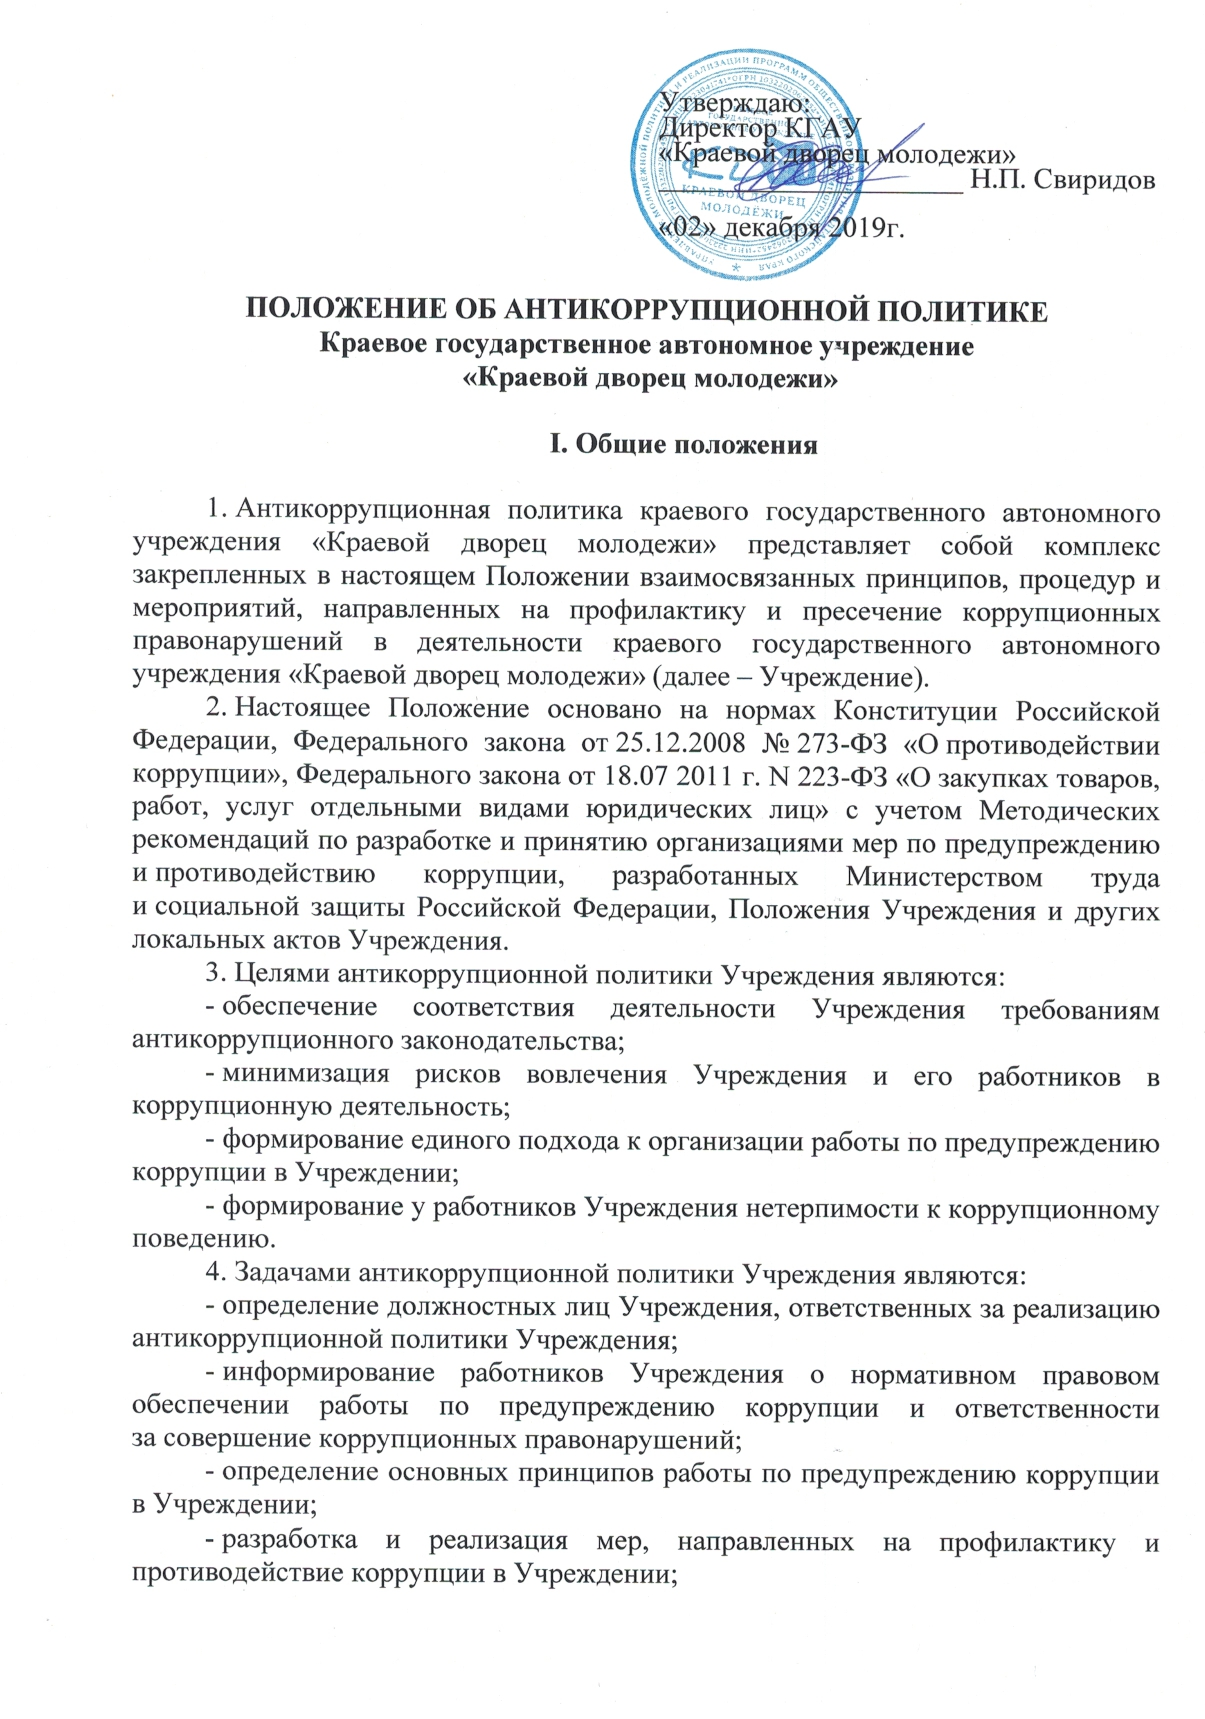 Утверждаю:
Директор КГАУ
«Краевой дворец молодежи»
______________________ Н.П. Свиридов
«02» декабря 2019г.
КРАЕВОЙ ДВОРЕЦ
МОЛОДЁЖИ
ПОЛОЖЕНИЕ ОБ АНТИКОРРУПЦИОННОЙ ПОЛИТИКЕ
Краевое государственное автономное учреждение
«Краевой дворец молодежи»
I. Общие положения
1. Антикоррупционная политика краевого государственного автономного
учреждения «Краевой дворец молодежи» представляет собой комплекс
закрепленных в настоящем Положении взаимосвязанных принципов, процедур и
мероприятий, направленных на профилактику и пресечение коррупционных
правонарушений в деятельности краевого государственного автономного
учреждения «Краевой дворец молодежи» (далее – Учреждение).
2. Настоящее Положение основано на нормах Конституции Российской
Федерации, Федерального закона от 25.12.2008 № 273-ФЗ «О противодействии
коррупции», Федерального закона от 18.07 2011 г. N 223-ФЗ «О закупках товаров,
работ, услуг отдельными видами юридических лиц» с учетом Методических
рекомендаций по разработке и принятию организациями мер по предупреждению
и противодействию коррупции, разработанных Министерством труда
и социальной защиты Российской Федерации, Положения Учреждения и других
локальных актов Учреждения.
3. Целями антикоррупционной политики Учреждения являются:
- обеспечение соответствия деятельности Учреждения требованиям
антикоррупционного законодательства;
- минимизация рисков вовлечения Учреждения и его работников в
коррупционную деятельность;
- формирование единого подхода к организации работы по предупреждению
коррупции в Учреждении;
- формирование у работников Учреждения нетерпимости к коррупционному
поведению.
4. Задачами антикоррупционной политики Учреждения являются:
- определение должностных лиц Учреждения, ответственных за реализацию
антикоррупционной политики Учреждения;
- информирование работников Учреждения о нормативном правовом
обеспечении работы по предупреждению коррупции и ответственности
за совершение коррупционных правонарушений;
- определение основных принципов работы по предупреждению коррупции
в Учреждении;
- разработка и реализация мер, направленных на профилактику и
противодействие коррупции в Учреждении;